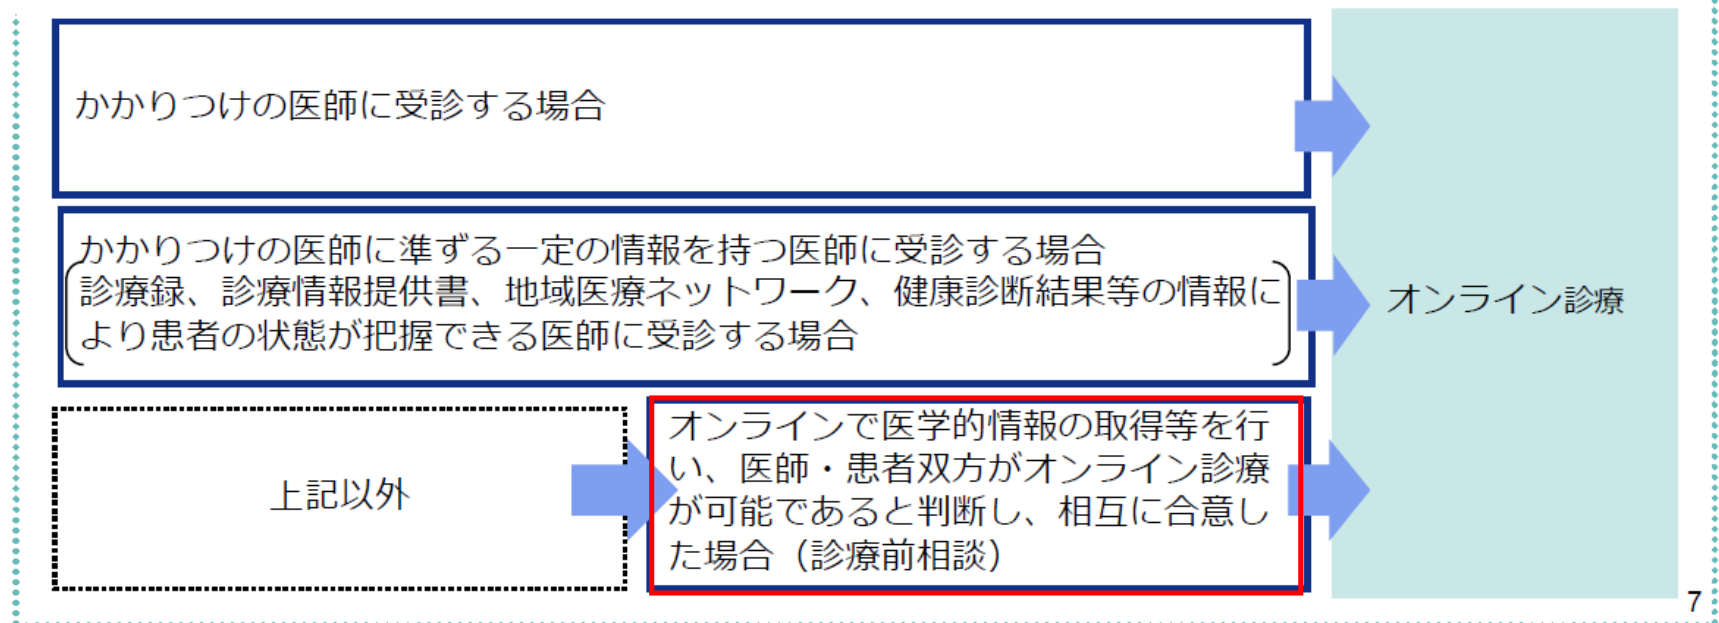 かかりつけの医師に受診する場合
かかりつけの医師に準ずる一定の情報を持つ医師に受診する場合
診療録、診療情報提供書、地域医療ネットワーク、健康診断結果等の情報に
より患者の状態が把握できる医師に受診する場合
オンライン診療
上記以外
オンラインで医学的情報の取得等を行
い、医師・患者双方がオンライン診療
が可能であると判断し、相互に合意し
た場合（診療前相談）
7